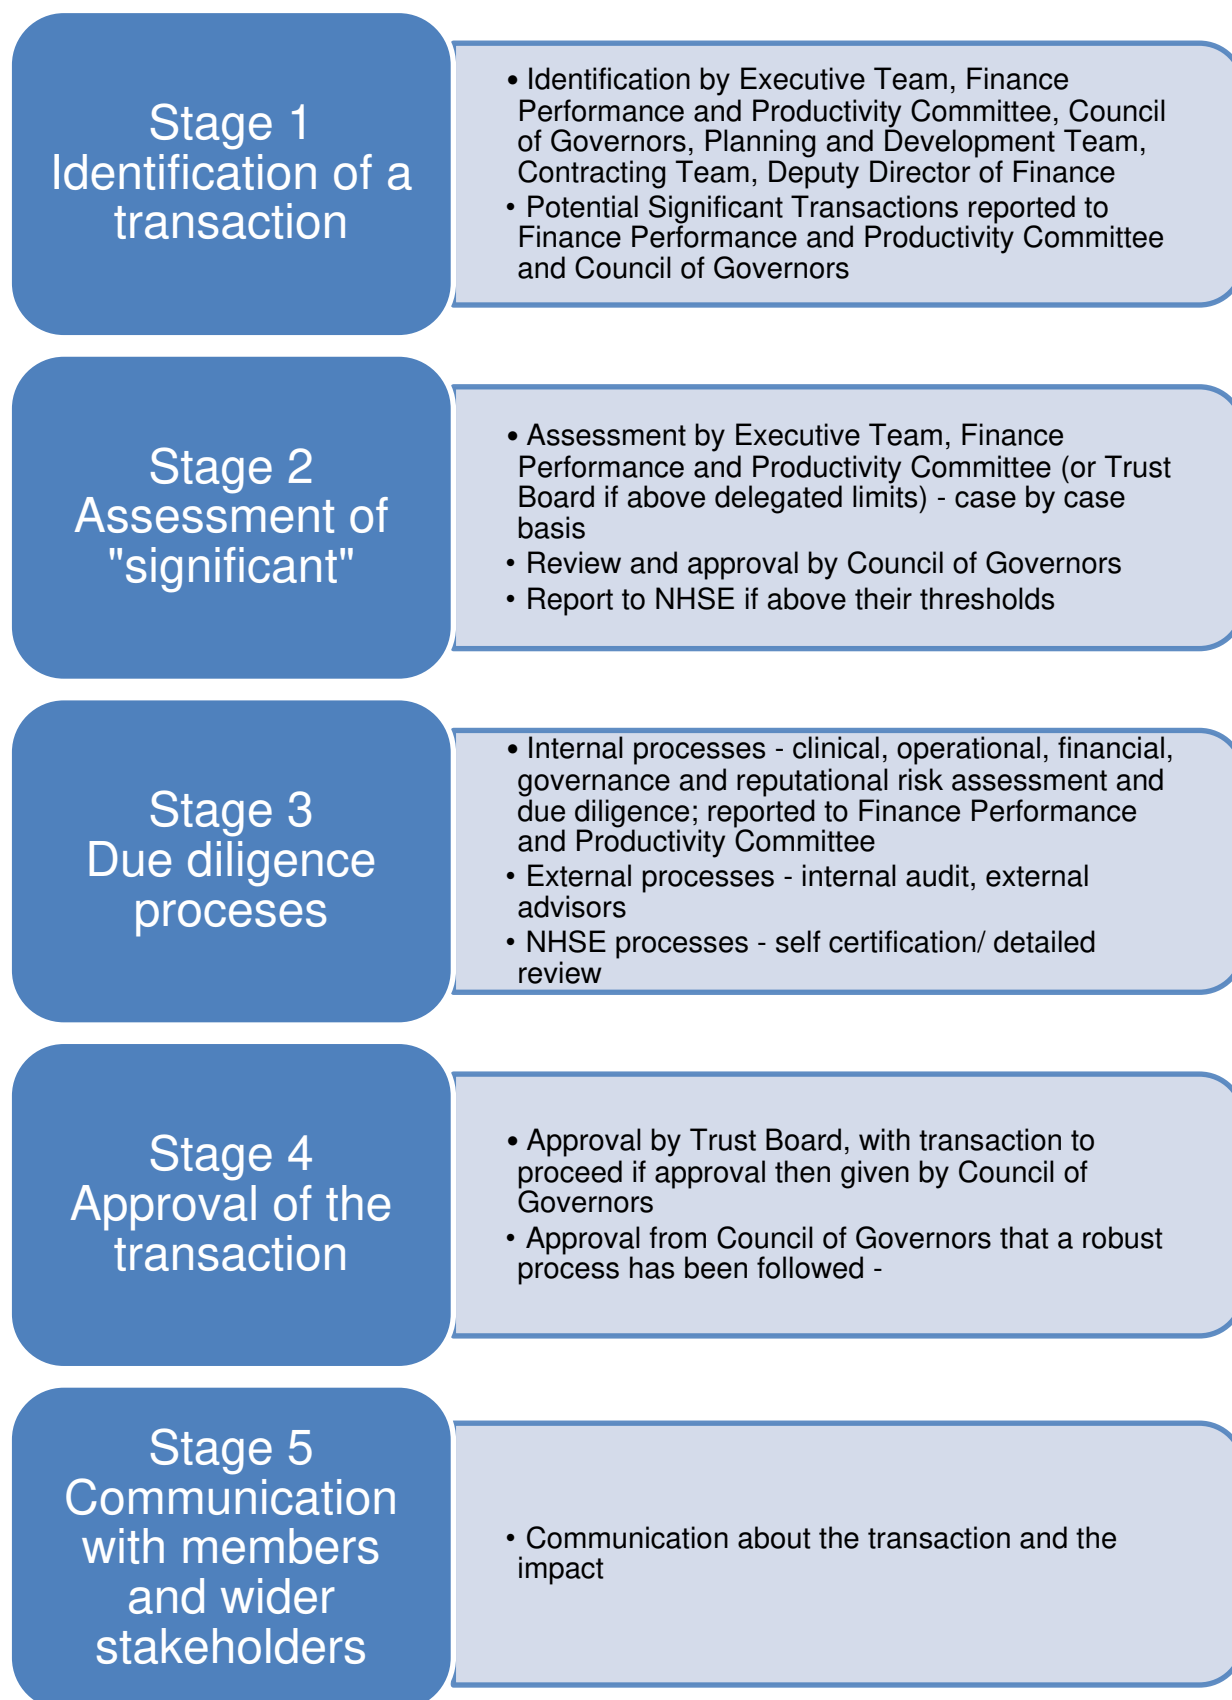 Stage 1
Identification of a
transaction
• Identification by Executive Team, Finance
Performance and Productivity Committee, Council
of Governors, Planning and Development Team,
Contracting Team, Deputy Director of Finance
• Potential Significant Transactions reported to
Finance Performance and Productivity Committee
and Council of Governors
Stage 2
Assessment of
"significant"
• Assessment by Executive Team, Finance
Performance and Productivity Committee (or Trust
Board if above delegated limits) - case by case
basis
• Review and approval by Council of Governors
• Report to NHSE if above their thresholds
Stage 3
Due diligence
proceses
• Internal processes - clinical, operational, financial,
governance and reputational risk assessment and
due diligence; reported to Finance Performance
and Productivity Committee
• External processes - internal audit, external
advisors
• NHSE processes - self certification/ detailed
review
Stage 4
Approval of the
transaction
• Approval by Trust Board, with transaction to
proceed if approval then given by Council of
Governors
• Approval from Council of Governors that a robust
process has been followed -
Stage 5
Communication
with members
and wider
stakeholders
• Communication about the transaction and the
impact